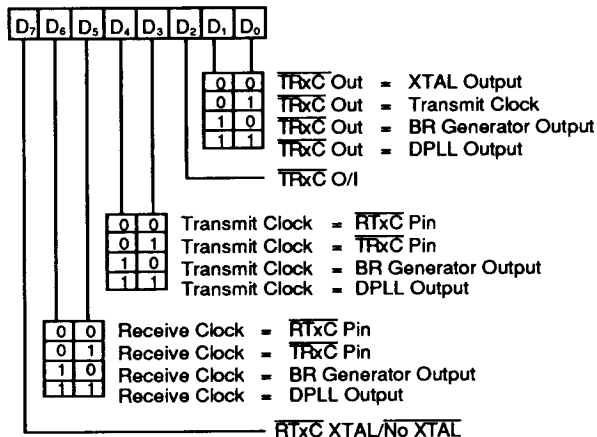 D₇ D₆ D₅ D₄ D₃ D₂ D₁ D₀
0 0 TRxC Out = XTAL Output
0 1 TRxC Out = Transmit Clock
1 0 TRxC Out = BR Generator Output
1 1 TRxC Out = DPLL Output
TRxC O/I
0 0 Transmit Clock = RTxC Pin
0 1 Transmit Clock = TRxC Pin
1 0 Transmit Clock = BR Generator Output
1 1 Transmit Clock = DPLL Output
0 0 Receive Clock = RTxC Pin
0 1 Receive Clock = TRxC Pin
1 0 Receive Clock = BR Generator Output
1 1 Receive Clock = DPLL Output
RTxC XTAL/No XTAL